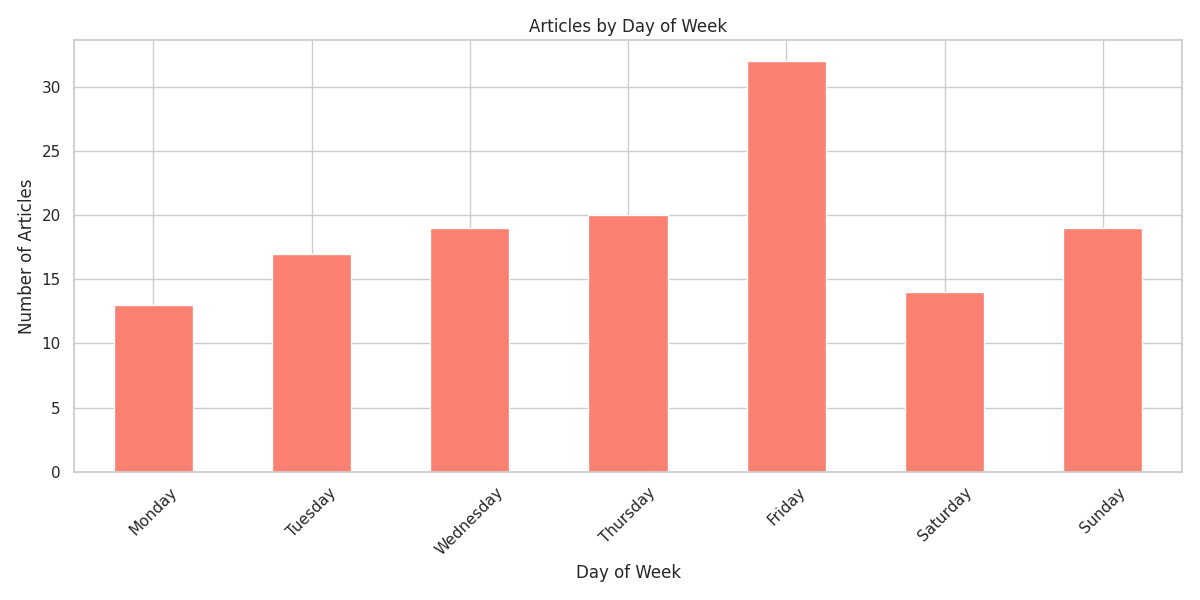 Articles by Day of Week
Number of Articles
30
25
20
15
10
5
0
Monday
Tuesday
Wednesday
Thursday
Friday
Saturday
Sunday
Day of Week